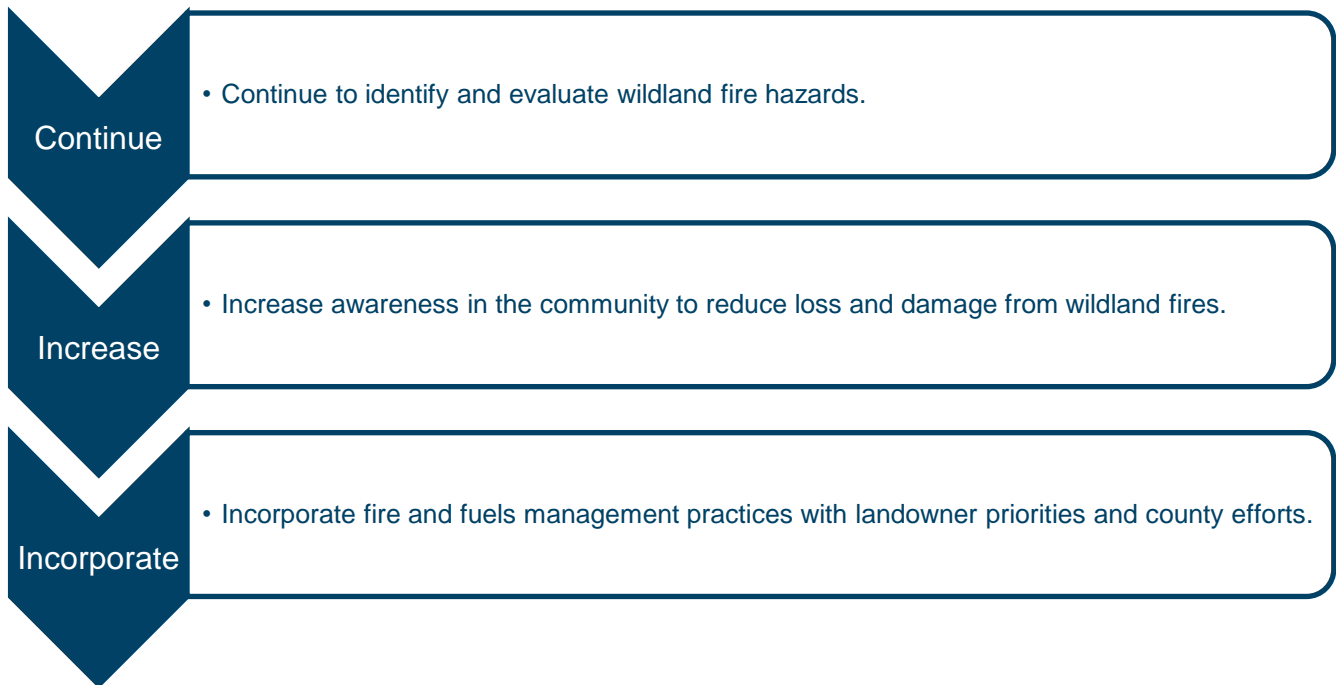 Continue
• Continue to identify and evaluate wildland fire hazards.
Increase
• Increase awareness in the community to reduce loss and damage from wildland fires.
Incorporate
• Incorporate fire and fuels management practices with landowner priorities and county efforts.